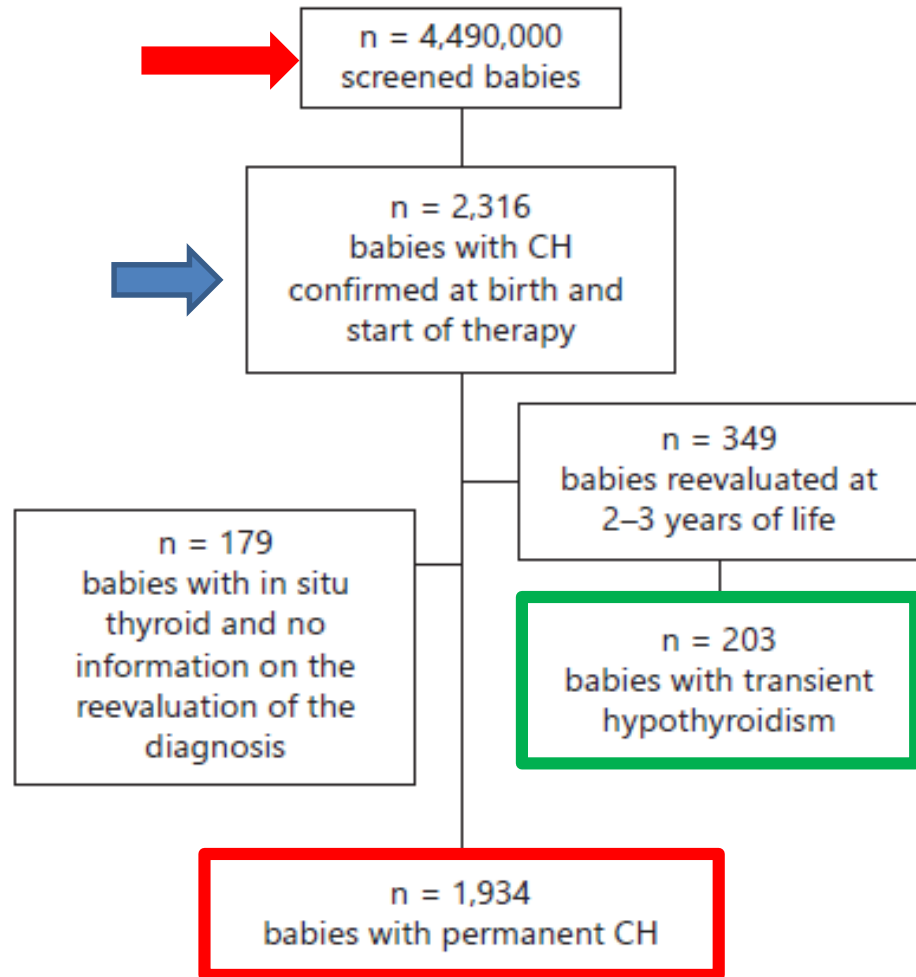 n = 4,490,000
screened babies
n = 2,316
babies with CH
confirmed at birth and
start of therapy
n = 349
babies reevaluated at
2–3 years of life
n = 179
babies with in situ
thyroid and no
information on the
reevaluation of the
diagnosis
n = 203
babies with transient
hypothyroidism
n = 1,934
babies with permanent CH